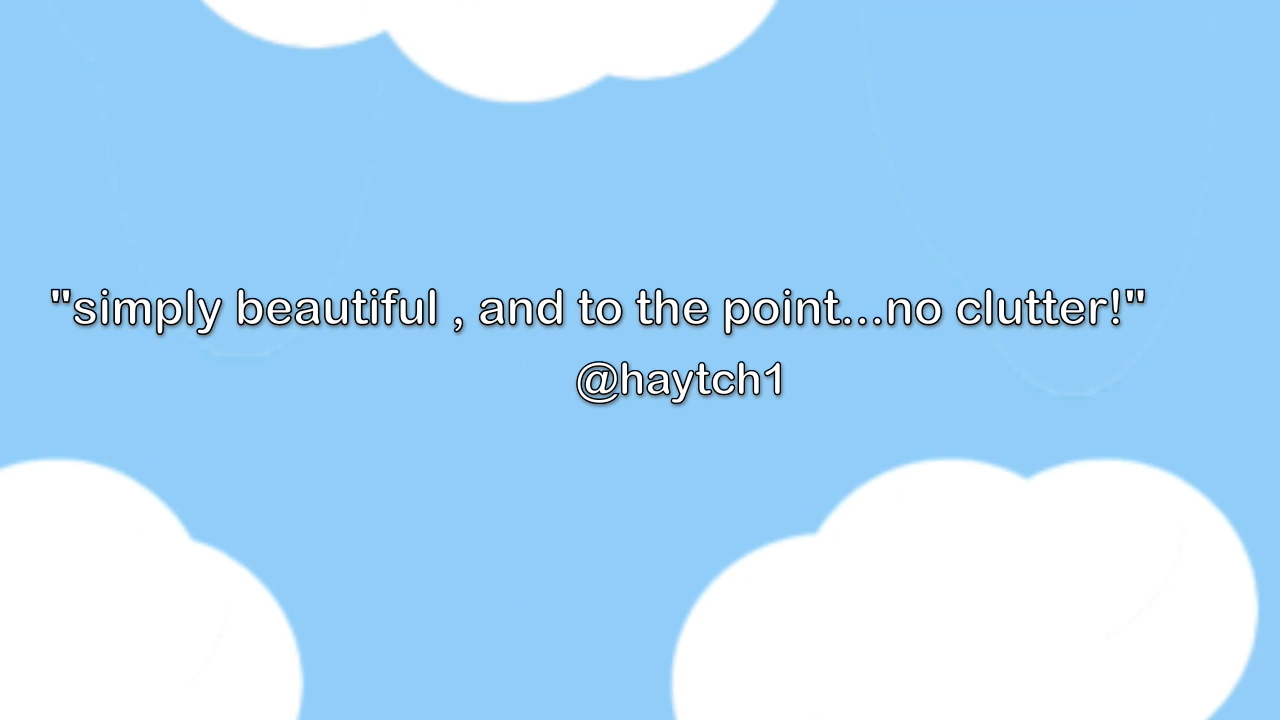 "simply beautiful , and to the point...no clutter!"
@haytch1